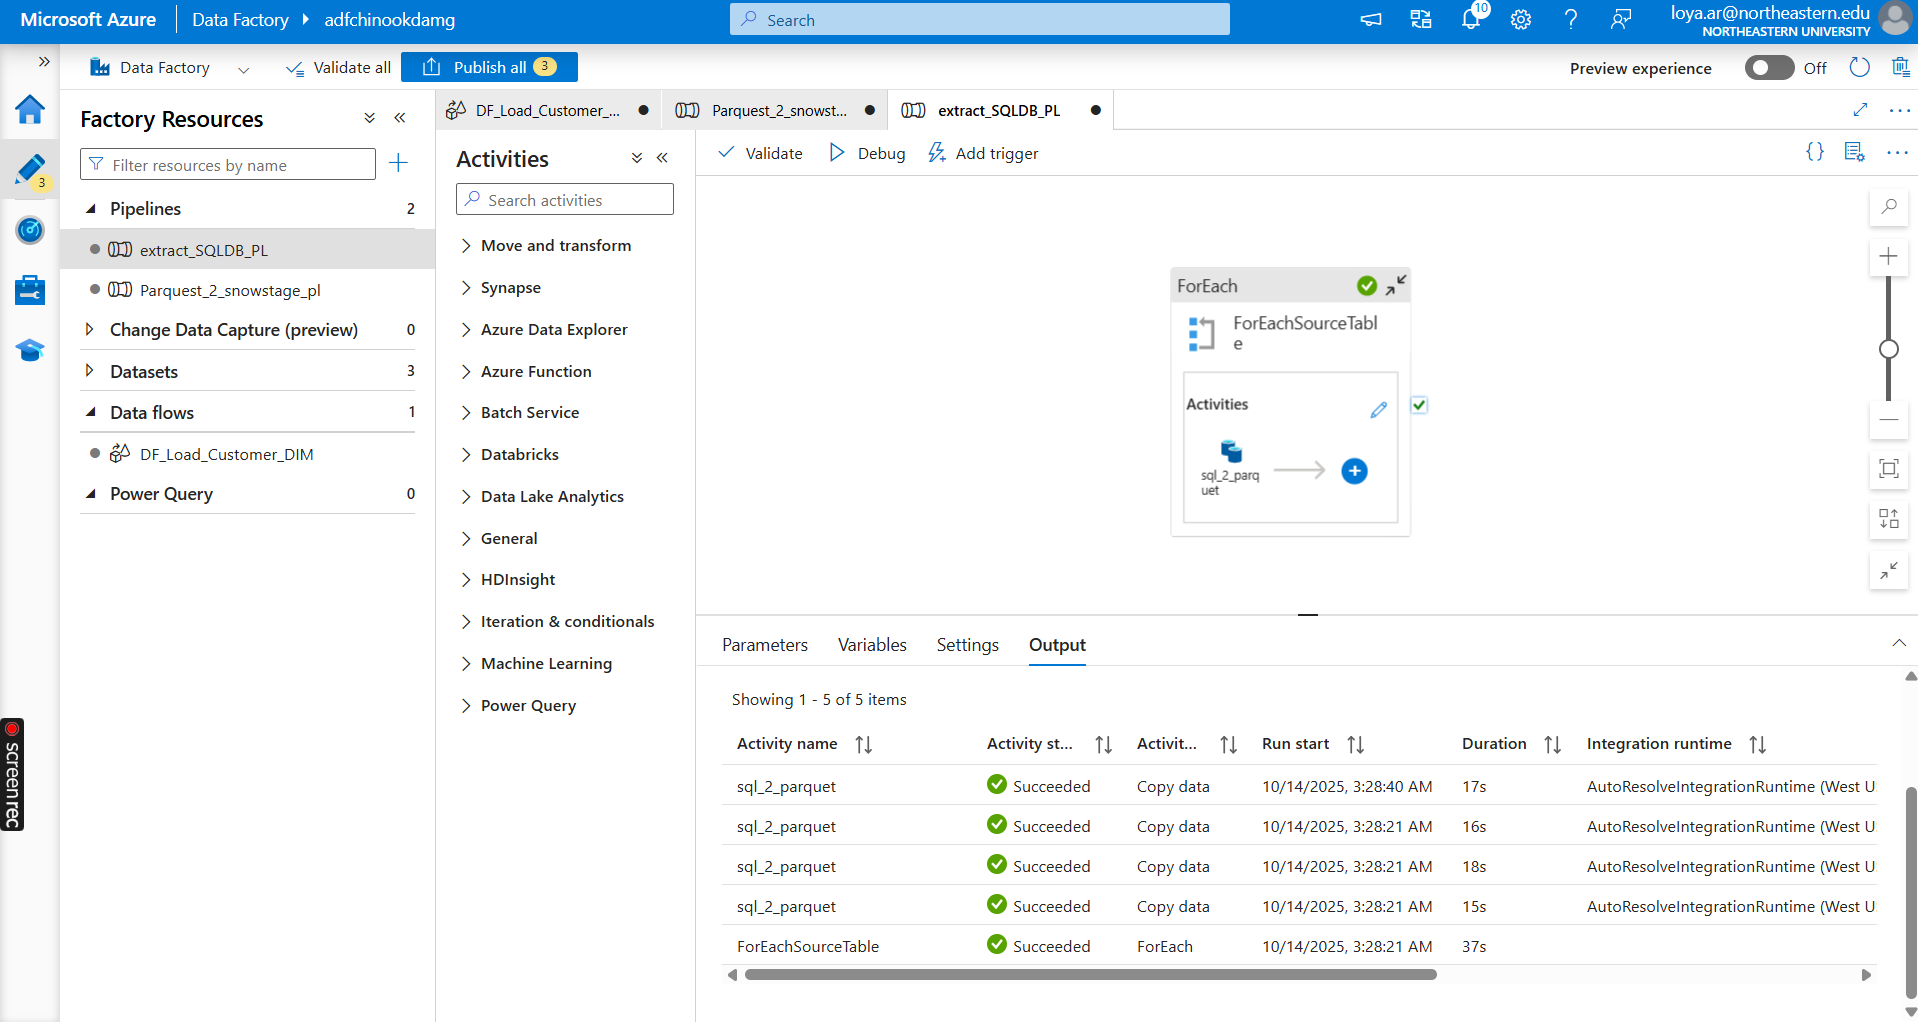 Microsoft Azure
Data Factory
adfchinookdamg
Search
10
loya.ar@northeastern.edu
NORTHEASTERN UNIVERSITY
Data Factory
Validate all
Publish all 3
Preview experience
Off
3
Factory Resources
Filter resources by name
Pipelines 2
extract_SQLDB_PL
Parquest_2_snowstage_pl
Change Data Capture (preview) 0
Datasets 3
Data flows 1
DF_Load_Customer_DIM
Power Query 0
DF_Load_Customer_...
Parquest_2_snowst...
extract_SQLDB_PL
Activities
Search activities
Move and transform
Synapse
Azure Data Explorer
Azure Function
Batch Service
Databricks
Data Lake Analytics
General
HDInsight
Iteration & conditionals
Machine Learning
Power Query
Validate
Debug
Add trigger
{}
ForEach
ForEachSourceTabl
e
Activities
sql_2_parq
uet
Parameters
Variables
Settings
Output
Showing 1 - 5 of 5 items
Activity name Activity st... Activit... Run start Duration Integration runtime
sql_2_parquet Succeeded Copy data 10/14/2025, 3:28:40 AM 17s AutoResolveIntegrationRuntime (West U
sql_2_parquet Succeeded Copy data 10/14/2025, 3:28:21 AM 16s AutoResolveIntegrationRuntime (West U
sql_2_parquet Succeeded Copy data 10/14/2025, 3:28:21 AM 18s AutoResolveIntegrationRuntime (West U
sql_2_parquet Succeeded Copy data 10/14/2025, 3:28:21 AM 15s AutoResolveIntegrationRuntime (West U
ForEachSourceTable Succeeded ForEach 10/14/2025, 3:28:21 AM 37s
screenrec